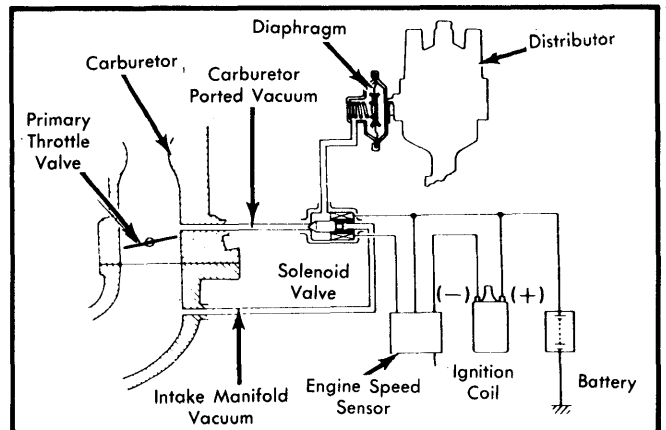 Diaphragm
Distributor
Carburetor
Carburetor
Ported Vacuum
Primary
Throttle
Valve
Solenoid
Valve
(-)
(+)
Intake Manifold
Vacuum
Engine Speed
Sensor
Ignition
Coil
Battery